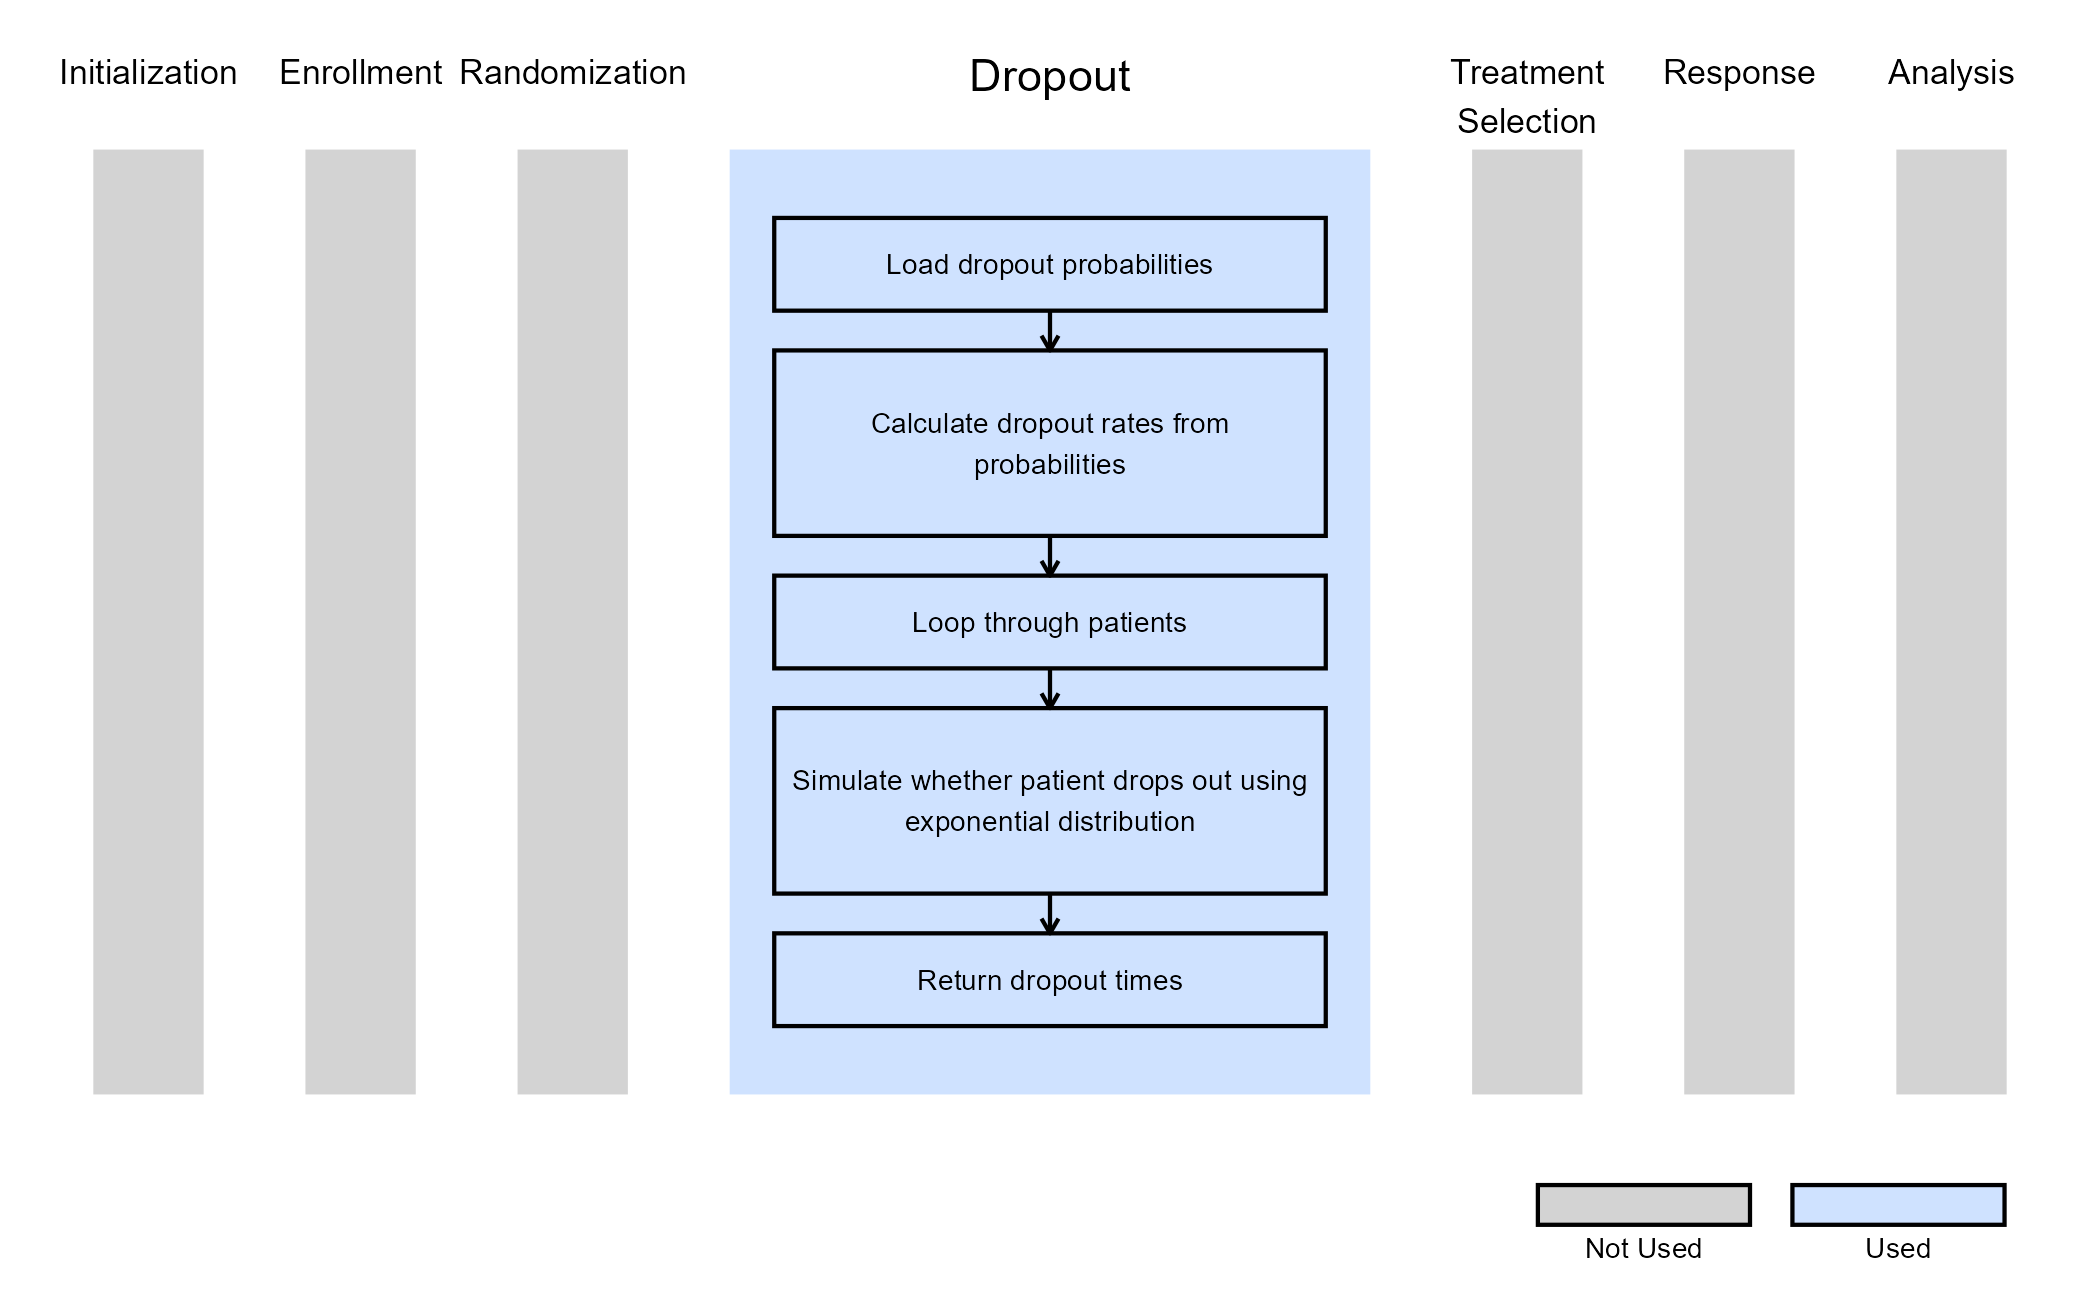 Initialization
Enrollment
Randomization
Dropout
Treatment
Selection
Response
Analysis
Load dropout probabilities
Calculate dropout rates from
probabilities
Loop through patients
Simulate whether patient drops out using
exponential distribution
Return dropout times
Not Used
Used